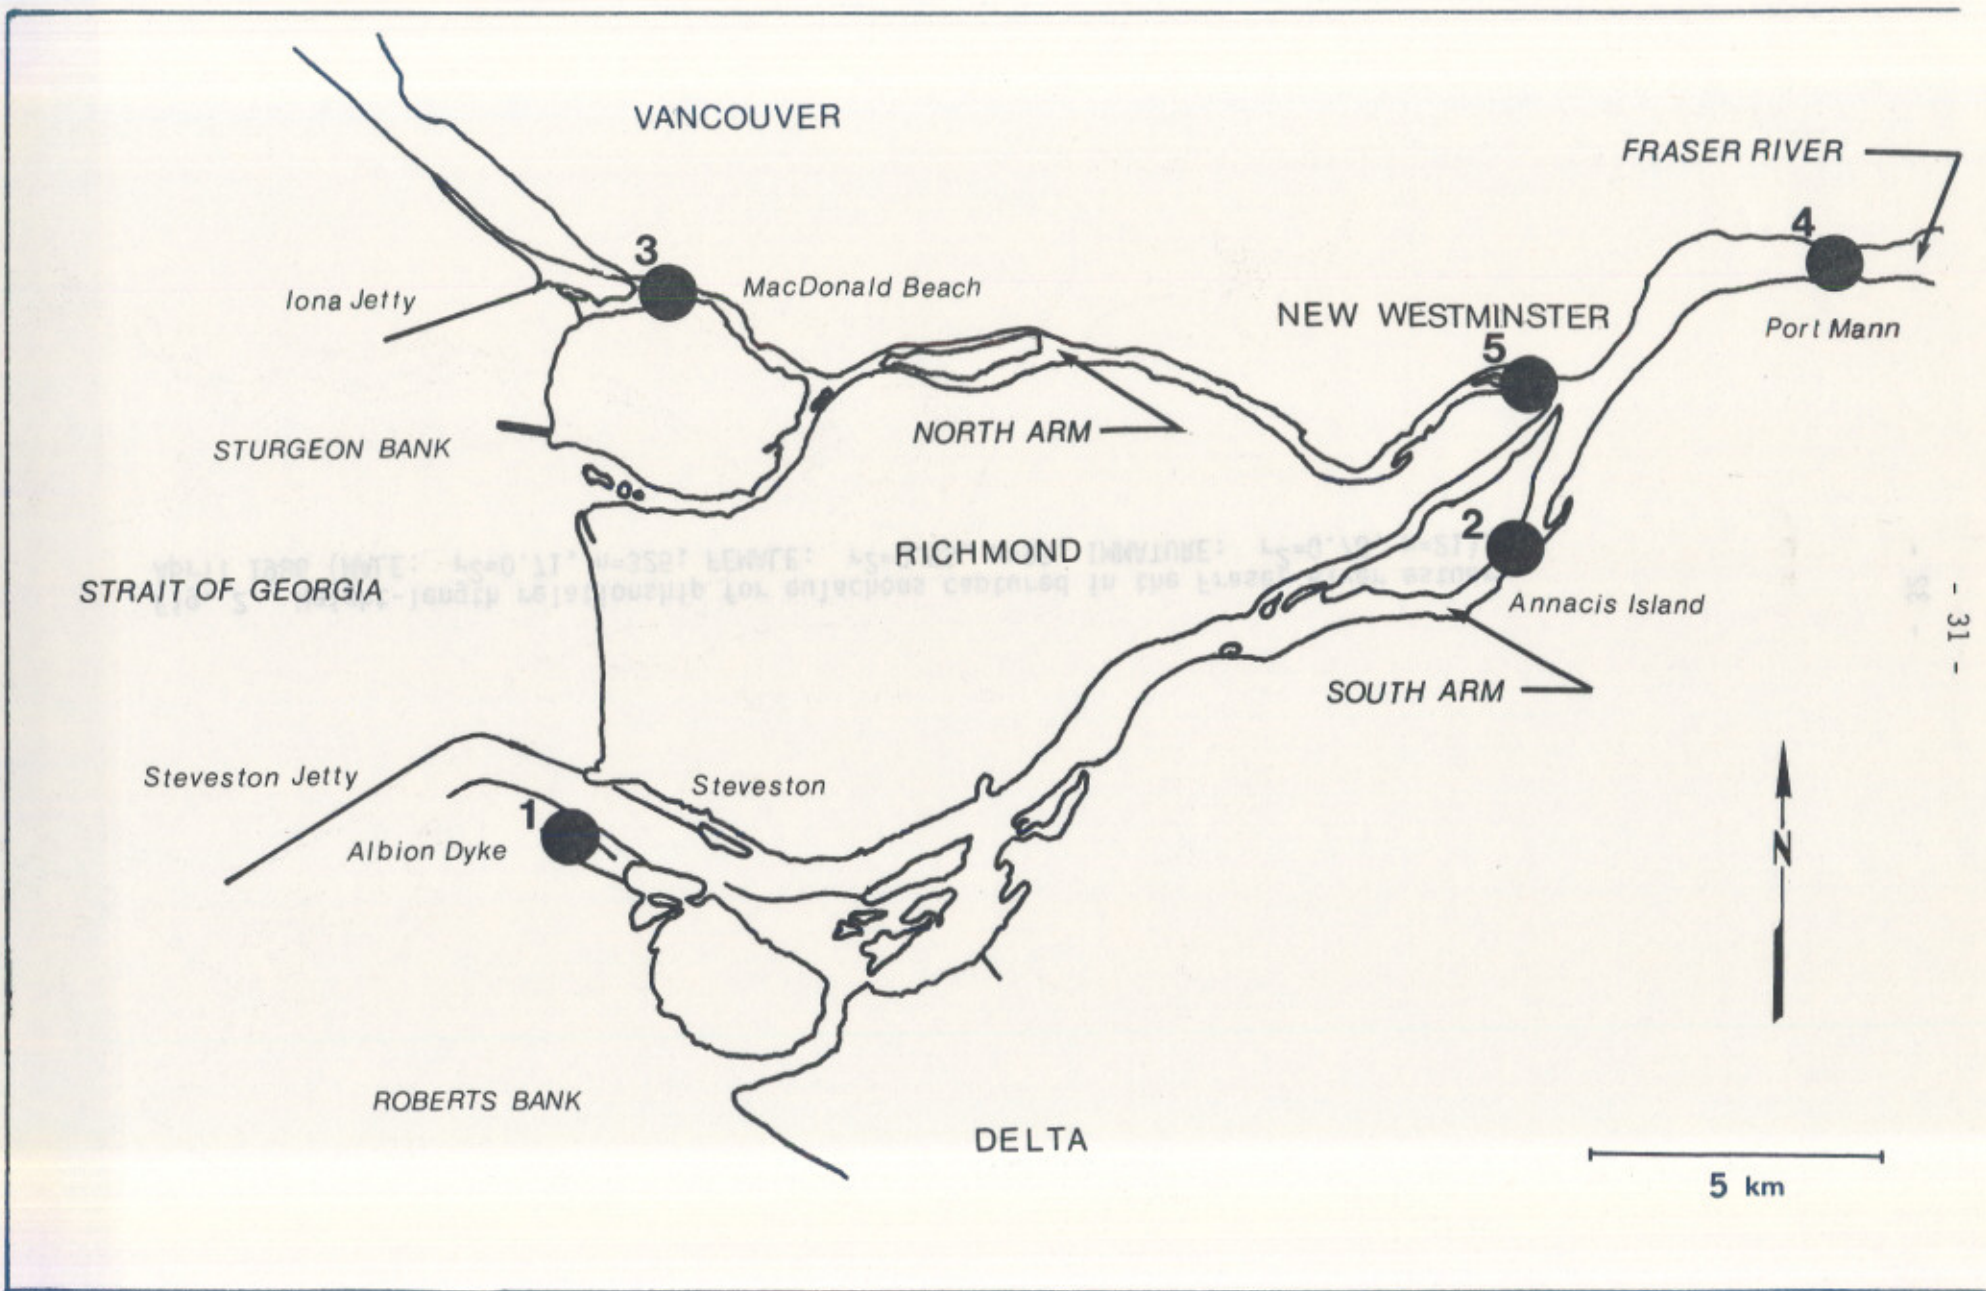 VANCOUVER
FRASER RIVER
4
3
Iona Jetty
MacDonald Beach
NEW WESTMINSTER
Port Mann
5
NORTH ARM
STURGEON BANK
2
RICHMOND
STRAIT OF GEORGIA
Annacis Island
- 31 -
SOUTH ARM
Steveston Jetty
Steveston
1
Albion Dyke
N
ROBERTS BANK
DELTA
5 km